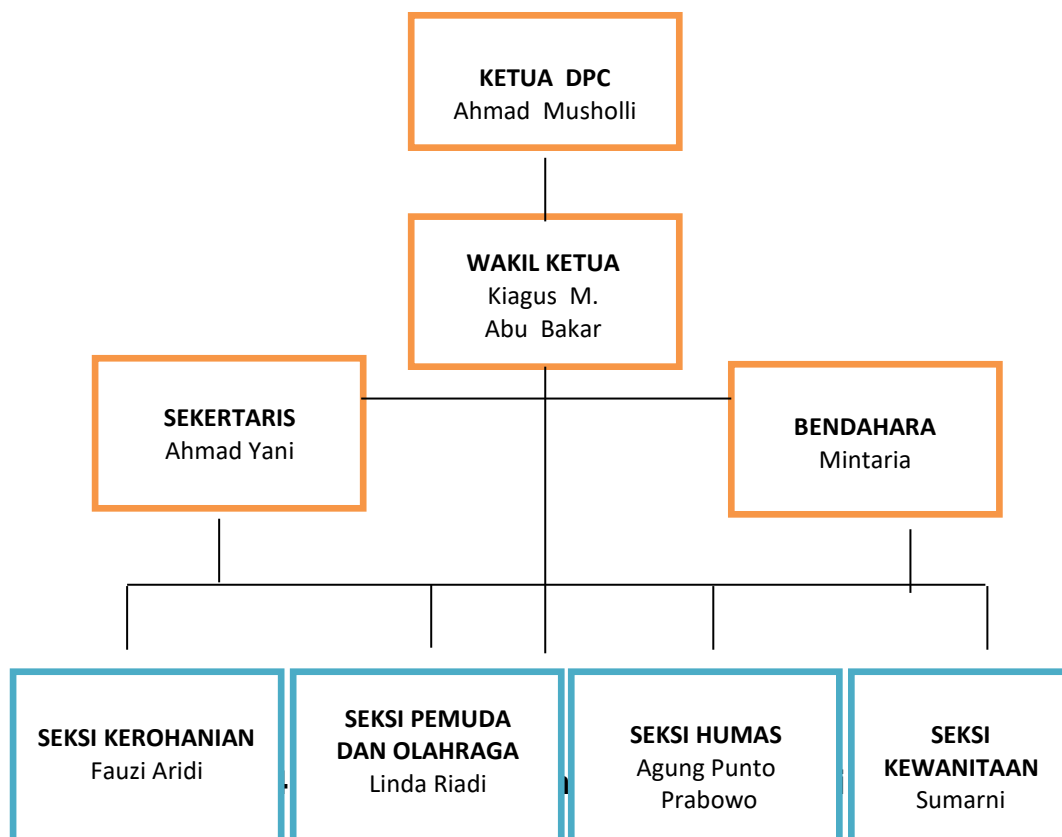 KETUA DPC
Ahmad Musholli
WAKIL KETUA
Kiagus M.
Abu Bakar
SEKERTARIS
Ahmad Yani
BENDAHARA
Mintaria
SEKSI KEROHANIAN
Fauzi Aridi
SEKSI PEMUDA
DAN OLAHRAGA
Linda Riadi
SEKSI HUMAS
Agung Punto
Prabowo
SEKSI
KEWANITAAN
Sumarni